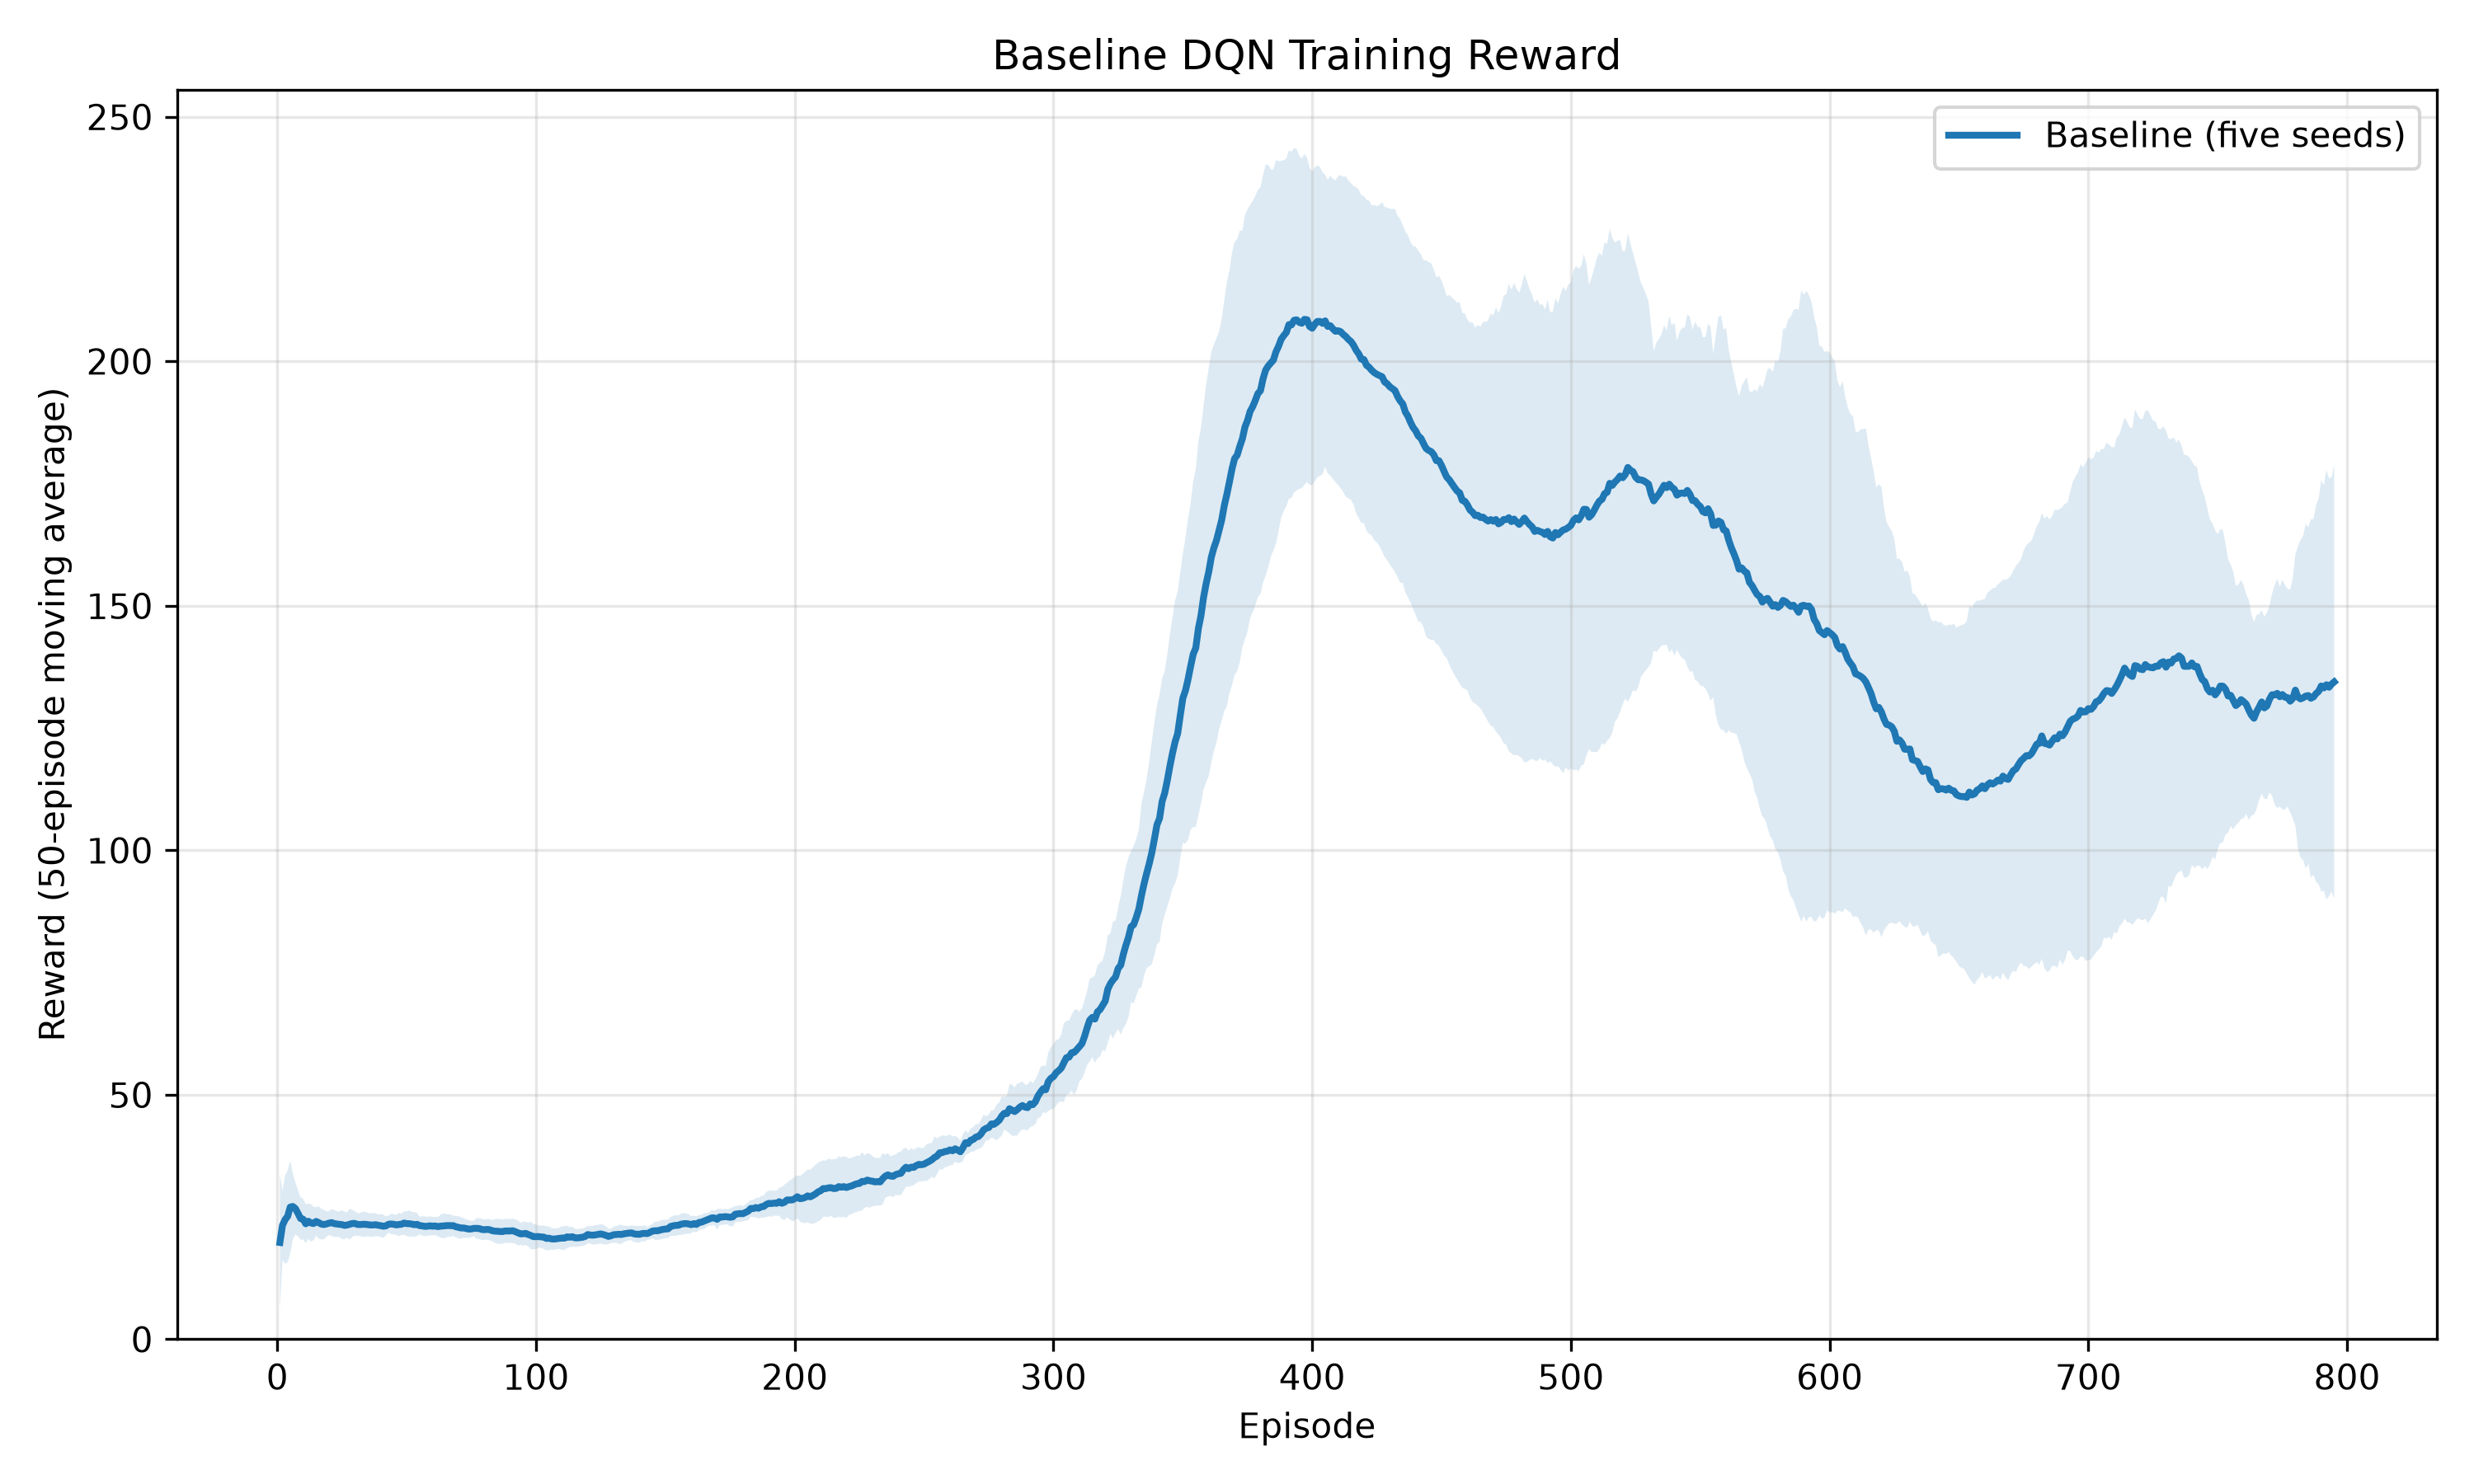 Baseline DQN Training Reward
Baseline (five seeds)
Reward (50-episode moving average)
250
200
150
100
50
0
0 100 200 300 400 500 600 700 800
Episode